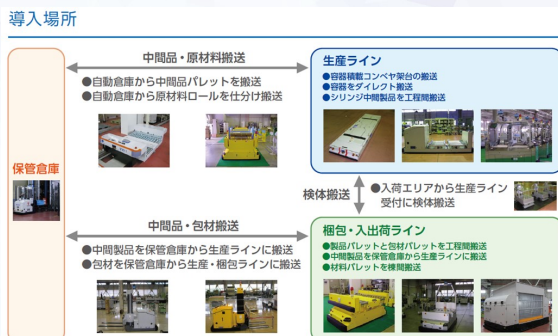 導入場所
中間品・原材料搬送
●自動倉庫から中間品パレットを搬送
●自動倉庫から原材料ロールを仕分け搬送
生産ライン
●容器積載コンベヤ架台の搬送
●容器をダイレクト搬送
●シリンジ中間製品を工程間搬送
保管倉庫
検体搬送
●入荷エリアから生産ライン
受付に検体搬送
中間品・包材搬送
●中間製品を保管倉庫から生産ラインに搬送
●包材を保管倉庫から生産・梱包ラインに搬送
梱包・入出荷ライン
●製品パレットと包材パレットを工程間搬送
●中間製品を保管倉庫から生産ラインに搬送
●材料パレットを棟間搬送